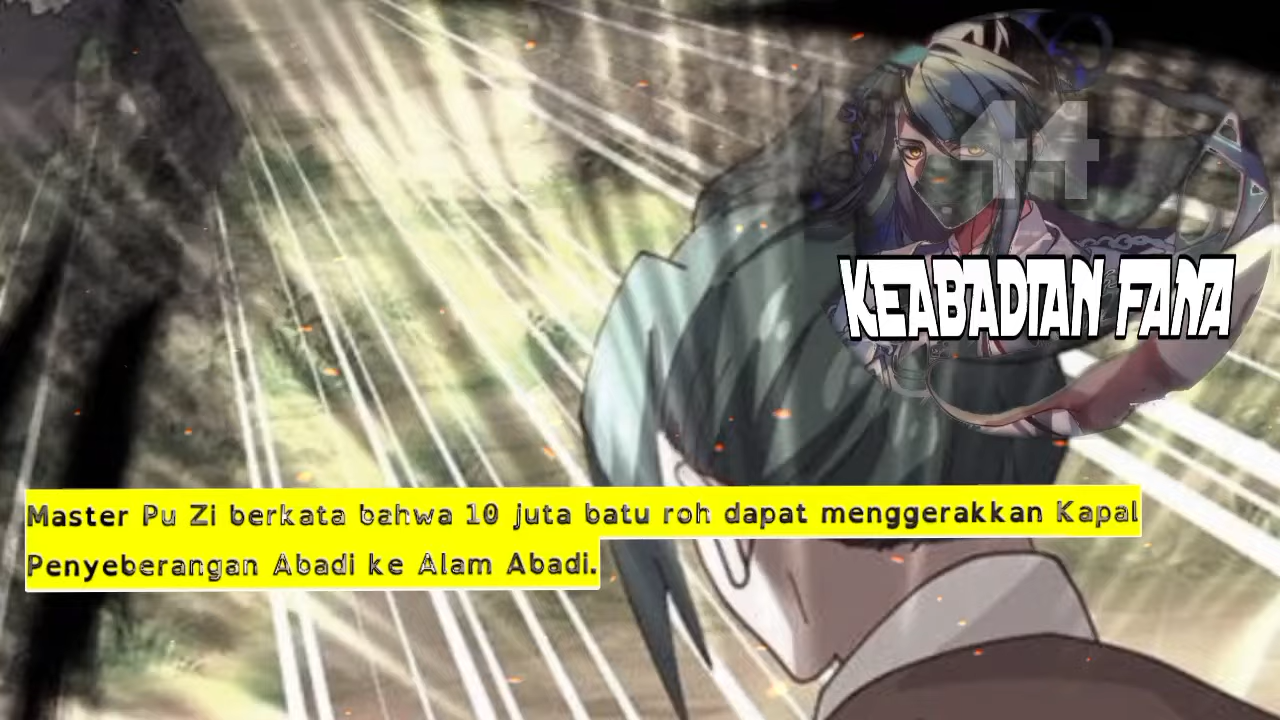 44
KEABADIAN FANA
Master Pu Zi berkata bahwa 10 juta batu roh dapat menggerakkan Kapal
Penyeberangan Abadi ke Alam Abadi.